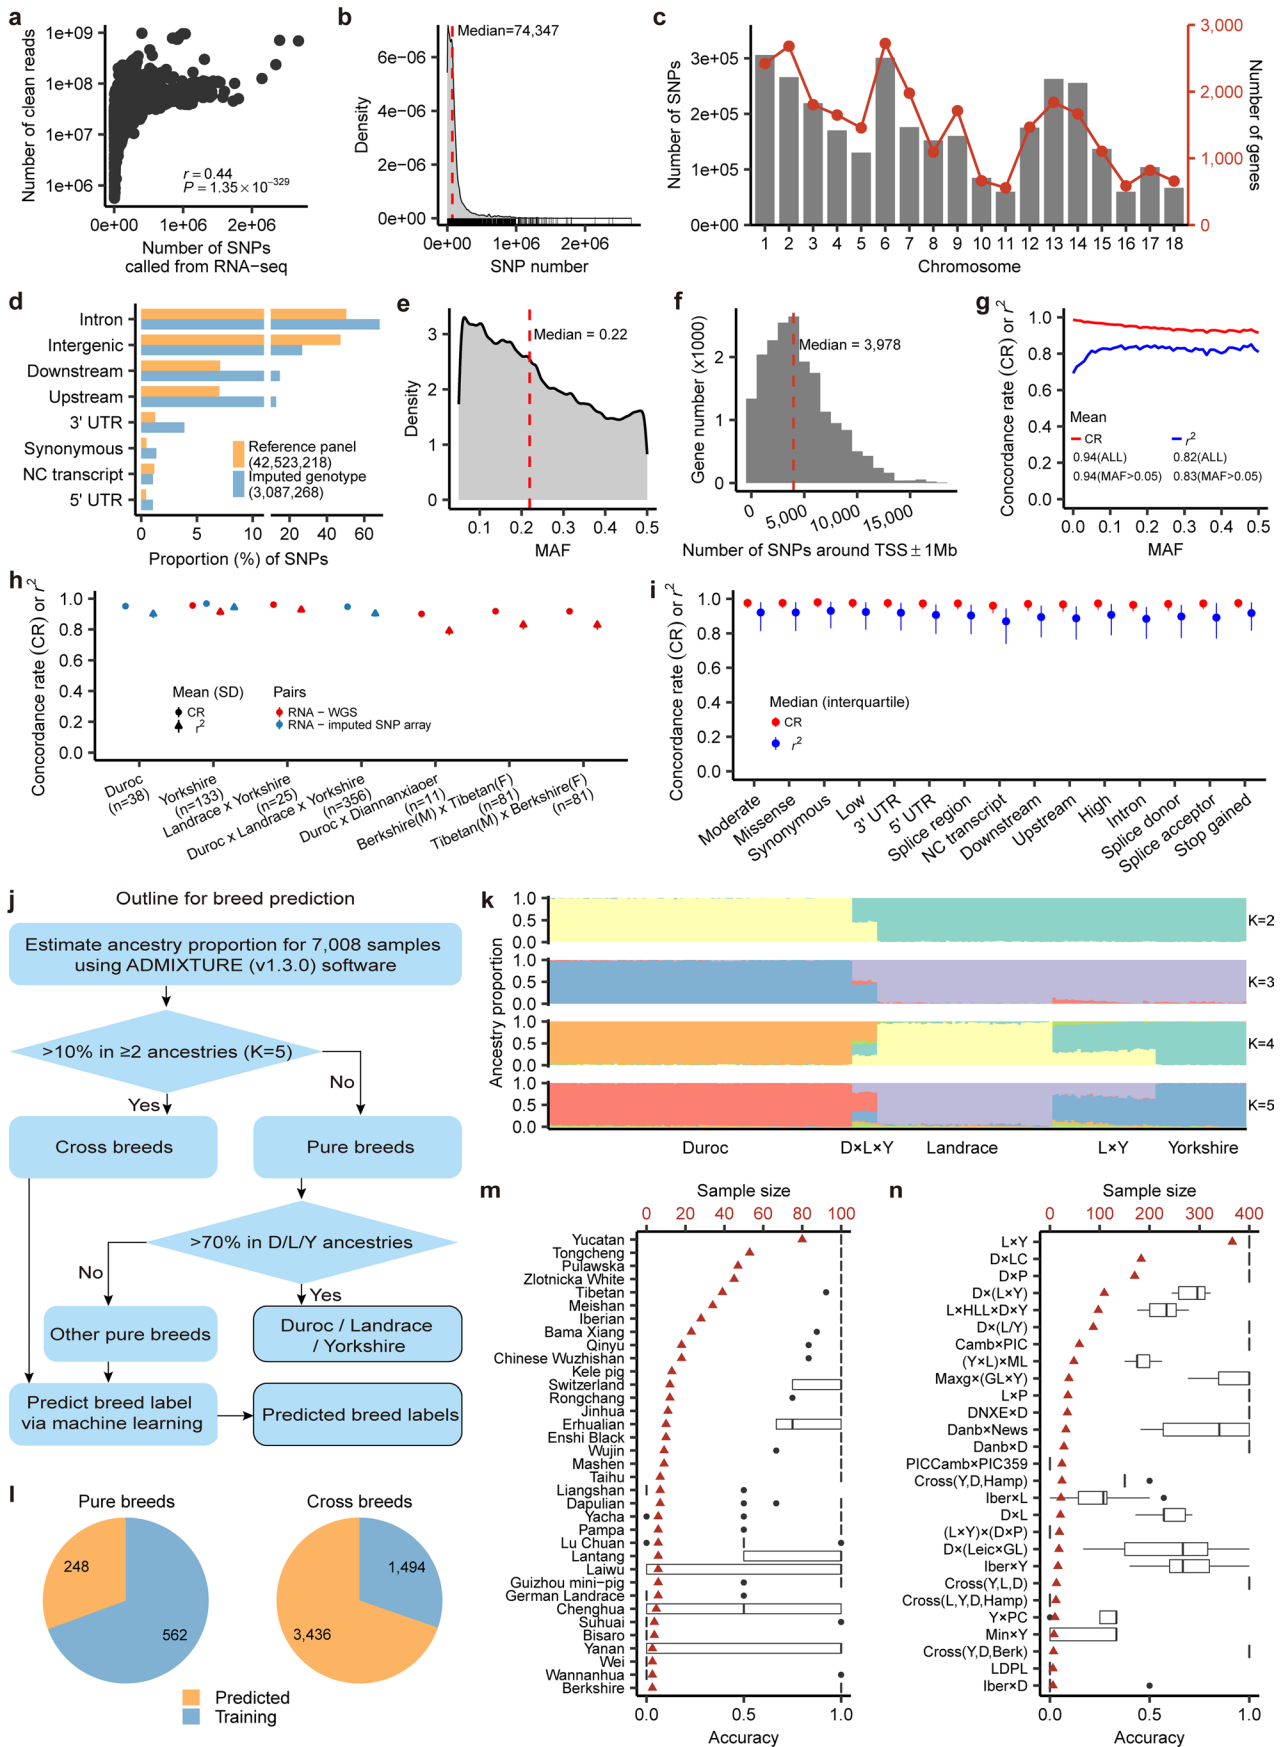 a
1e+09
1e+08
1e+07
1e+06
Number of clean reads
r = 0.44
P = 1.35×10−329
0e+00
1e+06
2e+06
Number of SNPs
called from RNA−seq
b
Median=74,347
6e−06
4e−06
2e−06
0e+00
Density
0e+00
1e+06
2e+06
SNP number
c
3e+05
2e+05
1e+05
0e+00
Number of SNPs
3,000
2,000
1,000
0
Number of genes
1 2 3 4 5 6 7 8 9 10 11 12 13 14 15 16 17 18
Chromosome
d
Intron
Intergenic
Downstream
Upstream
3' UTR
Synonymous
NC transcript
5' UTR
Reference panel
(42,523,218)
Imputed genotype
(3,087,268)
0 5 10 20 40 60
Proportion (%) of SNPs
e
Median = 0.22
3
2
1
0
Density
0.1 0.2 0.3 0.4 0.5
MAF
f
Median = 3,978
2
1
0
Gene number (x1000)
0
5,000
10,000
15,000
Number of SNPs around TSS ± 1Mb
g
1.0
0.8
0.6
0.4
0.2
0.0
Concordance rate (CR) or r2
Mean
CR
r2
0.94(ALL)
0.82(ALL)
0.94(MAF>0.05)
0.83(MAF>0.05)
0.0 0.1 0.2 0.3 0.4 0.5
MAF
h
1.0
0.8
0.6
0.4
0.2
0.0
Concordance rate (CR) or r2
Mean (SD)
CR
r2
Pairs
RNA − WGS
RNA − imputed SNP array
Duroc
(n=38)
Yorkshire
(n=133)
Landrace x Yorkshire
(n=25)
Duroc x Landrace x Yorkshire
(n=356)
Duroc x Diannanxiaoer
(n=11)
Berkshire(M) x Tibetan(F)
(n=81)
Tibetan(M) x Berkshire(F)
(n=81)
i
1.0
0.8
0.6
0.4
0.2
0.0
Concordance rate (CR) or r2
Median (interquartile)
CR
r2
Moderate
Missense
Synonymous
Low
3' UTR
5' UTR
Splice region
NC transcript
Downstream
Upstream
High
Intron
Splice donor
Splice acceptor
Stop gained
j
Outline for breed prediction
Estimate ancestry proportion for 7,008 samples
using ADMIXTURE (v1.3.0) software
>10% in ≥2 ancestries (K=5)
No
Yes
Cross breeds
Pure breeds
>70% in D/L/Y ancestries
No
Yes
Other pure breeds
Duroc / Landrace
/ Yorkshire
Predict breed label
via machine learning
Predicted breed labels
k
Ancestry proportion
1.0
0.5
0.0
K=2
1.0
0.5
0.0
K=3
1.0
0.5
0.0
K=4
1.0
0.5
0.0
K=5
Duroc
D×L×Y
Landrace
L×Y
Yorkshire
l
Pure breeds
Cross breeds
248
562
1,494
3,436
Predicted
Training
m
Sample size
0 20 40 60 80 100
Yucatan
Tongcheng
Pulawska
Zlotnicka White
Tibetan
Meishan
Iberian
Bama Xiang
Qinyu
Chinese Wuzhishan
Kele pig
Switzerland
Rongchang
Jinhua
Erhualian
Enshi Black
Wujin
Mashen
Taihu
Liangshan
Dapulian
Yacha
Pampa
Lu Chuan
Lantang
Laiwu
Guizhou mini−pig
German Landrace
Chenghua
Suhuai
Bisaro
Yanan
Wei
Wannanhua
Berkshire
0.0 0.5 1.0
Accuracy
n
Sample size
0 100 200 300 400
L×Y
D×LC
D×P
D×(L×Y)
L×HLL×D×Y
D×(L/Y)
Camb×PIC
(Y×L)×ML
Maxg×(GL×Y)
L×P
DNXE×D
Danb×News
Danb×D
PICCamb×PIC359
Cross(Y,D,Hamp)
Iber×L
D×L
(L×Y)×(D×P)
D×(Leic×GL)
Iber×Y
Cross(Y,L,D)
Cross(L,Y,D,Hamp)
Y×PC
Min×Y
Cross(Y,D,Berk)
LDPL
Iber×D
0.0 0.5 1.0
Accuracy